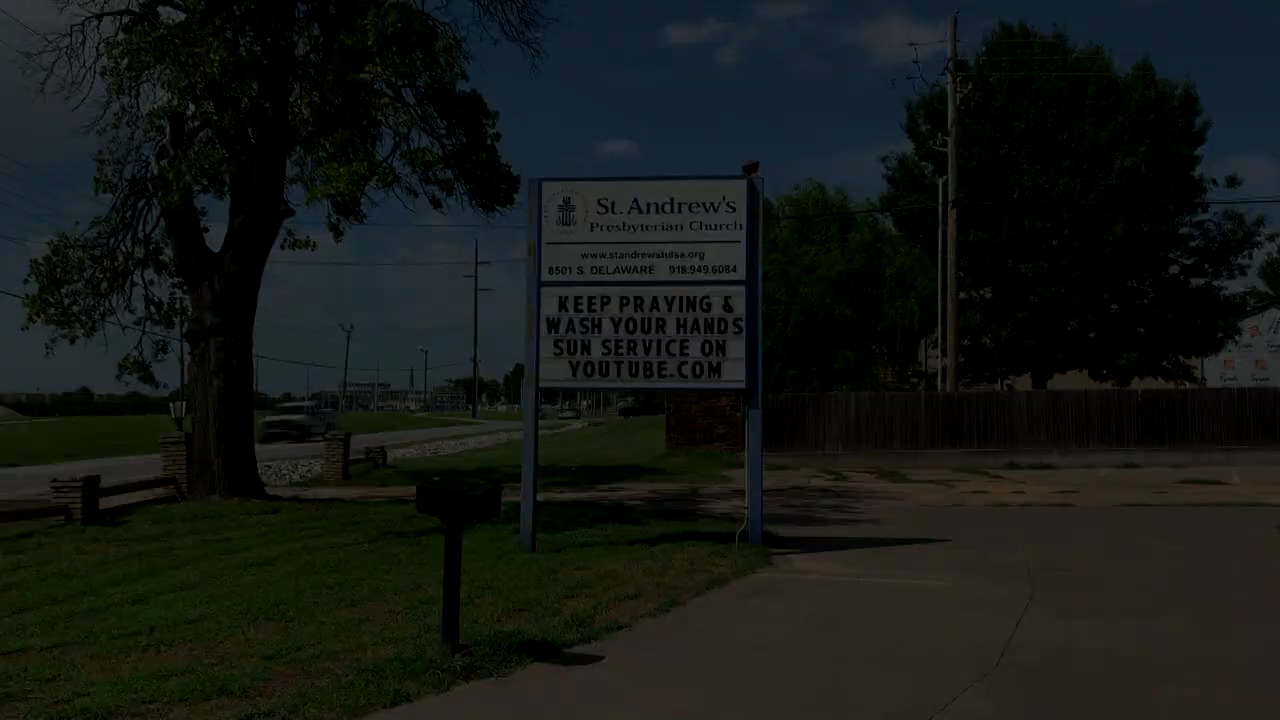 St. Andrew's
Presbyterian Church
www.standrewstulsa.org
8501 S. DELAWARE 918.949.6084
KEEP PRAYING &
WASH YOUR HANDS
SUN SERVICE ON
YOUTUBE.COM